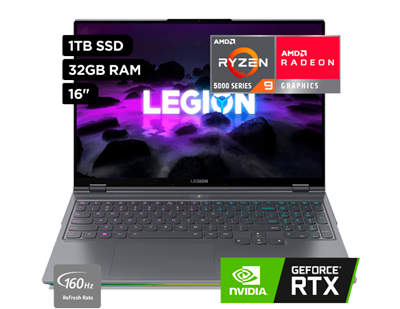 1TB SSD
32GB RAM
16"
AMD
RYZEN
5000 SERIES 9
AMD
RADEON
GRAPHICS
LEGION
LEGION
160Hz
Refresh Rate
NVIDIA
GEFORCE
RTX